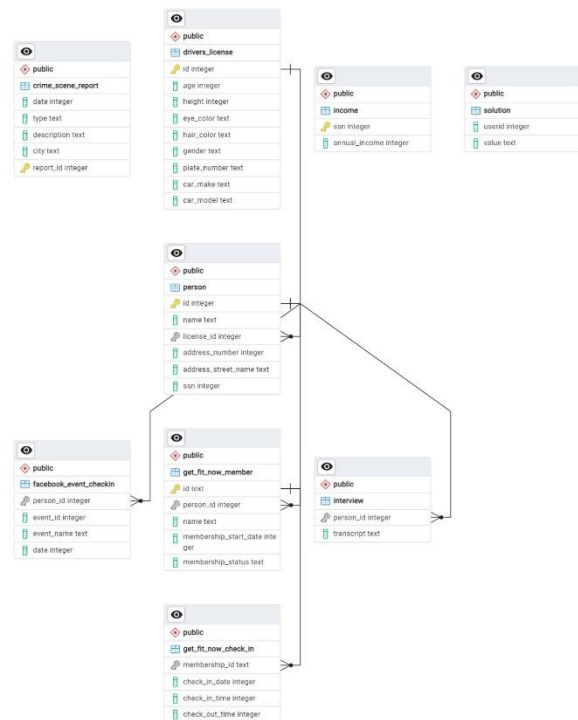 public
crime_scene_report
date integer
type text
description text
city text
report_id integer
public
drivers_license
id integer
age integer
height integer
eye_color text
hair_color text
gender text
plate_number text
car_make text
car_model text
public
income
ssn integer
annual_income integer
public
solution
userid integer
value text
public
person
id integer
name text
license_id integer
address_number integer
address_street_name text
ssn integer
public
facebook_event_checkin
person_id integer
event_id integer
event_name text
date integer
public
get_fit_now_member
id text
person_id integer
name text
membership_start_date inte
ger
membership_status text
public
interview
person_id integer
transcript text
public
get_fit_now_check_in
membership_id text
check_in_date integer
check_in_time integer
check_out_time integer